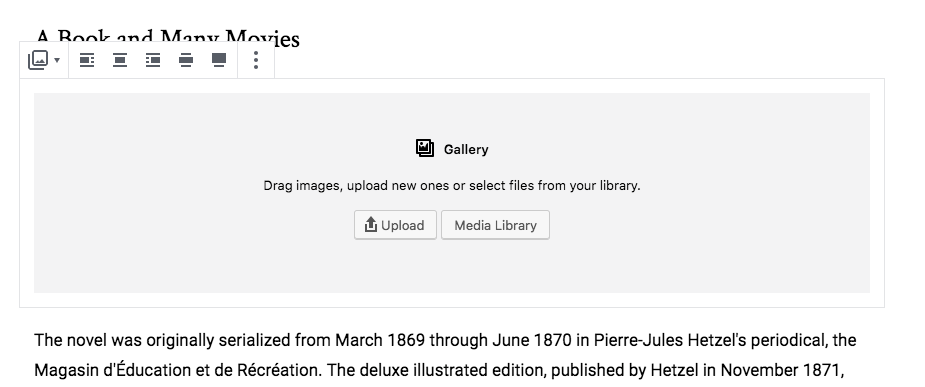 A Book and Many Movies
Gallery
Drag images, upload new ones or select files from your library.
Upload
Media Library
The novel was originally serialized from March 1869 through June 1870 in Pierre-Jules Hetzel's periodical, the
Magasin d'Éducation et de Récréation. The deluxe illustrated edition, published by Hetzel in November 1871,